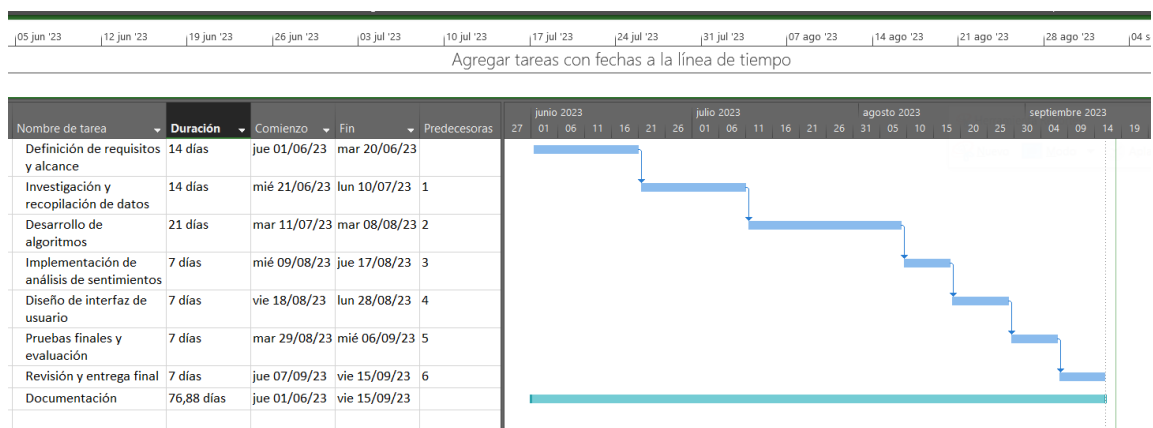 05 jun '23 12 jun '23 19 jun '23 26 jun '23 03 jul '23 10 jul '23 17 jul '23 24 jul '23 31 jul '23 07 ago '23 14 ago '23 21 ago '23 28 ago '23 04 s
Agregar tareas con fechas a la línea de tiempo
junio 2023 julio 2023 agosto 2023 septiembre 2023
Nombre de tarea Duración Comienzo Fin Predecesoras 27 01 06 11 16 21 26 01 06 11 16 21 26 31 05 10 15 20 25 30 04 09 14 19
Definición de requisitos 14 días jue 01/06/23 mar 20/06/23
y alcance
Investigación y 14 días mié 21/06/23 lun 10/07/23 1
recopilación de datos
Desarrollo de 21 días mar 11/07/23 mar 08/08/23 2
algoritmos
Implementación de 7 días mié 09/08/23 jue 17/08/23 3
análisis de sentimientos
Diseño de interfaz de 7 días vie 18/08/23 lun 28/08/23 4
usuario
Pruebas finales y 7 días mar 29/08/23 mié 06/09/23 5
evaluación
Revisión y entrega final 7 días jue 07/09/23 vie 15/09/23 6
Documentación 76,88 días jue 01/06/23 vie 15/09/23